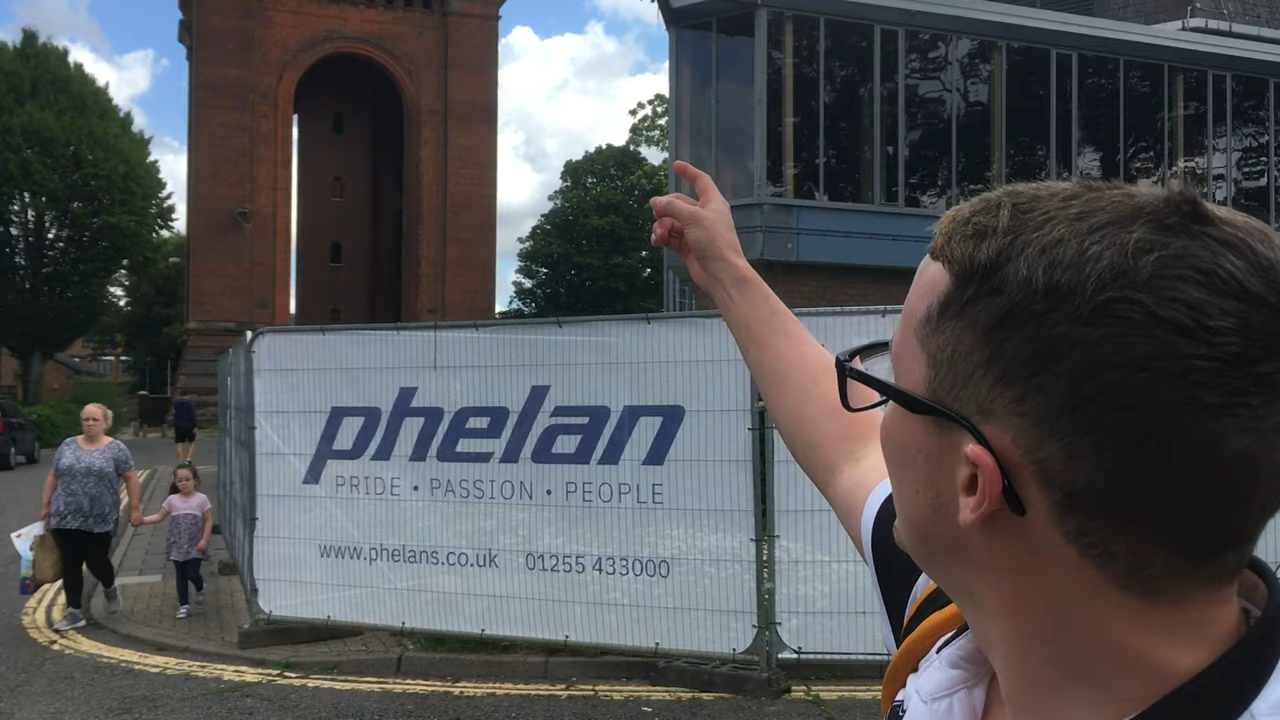 phelan
PRIDE • PASSION • PEOPLE
www.phelans.co.uk 01255 433000